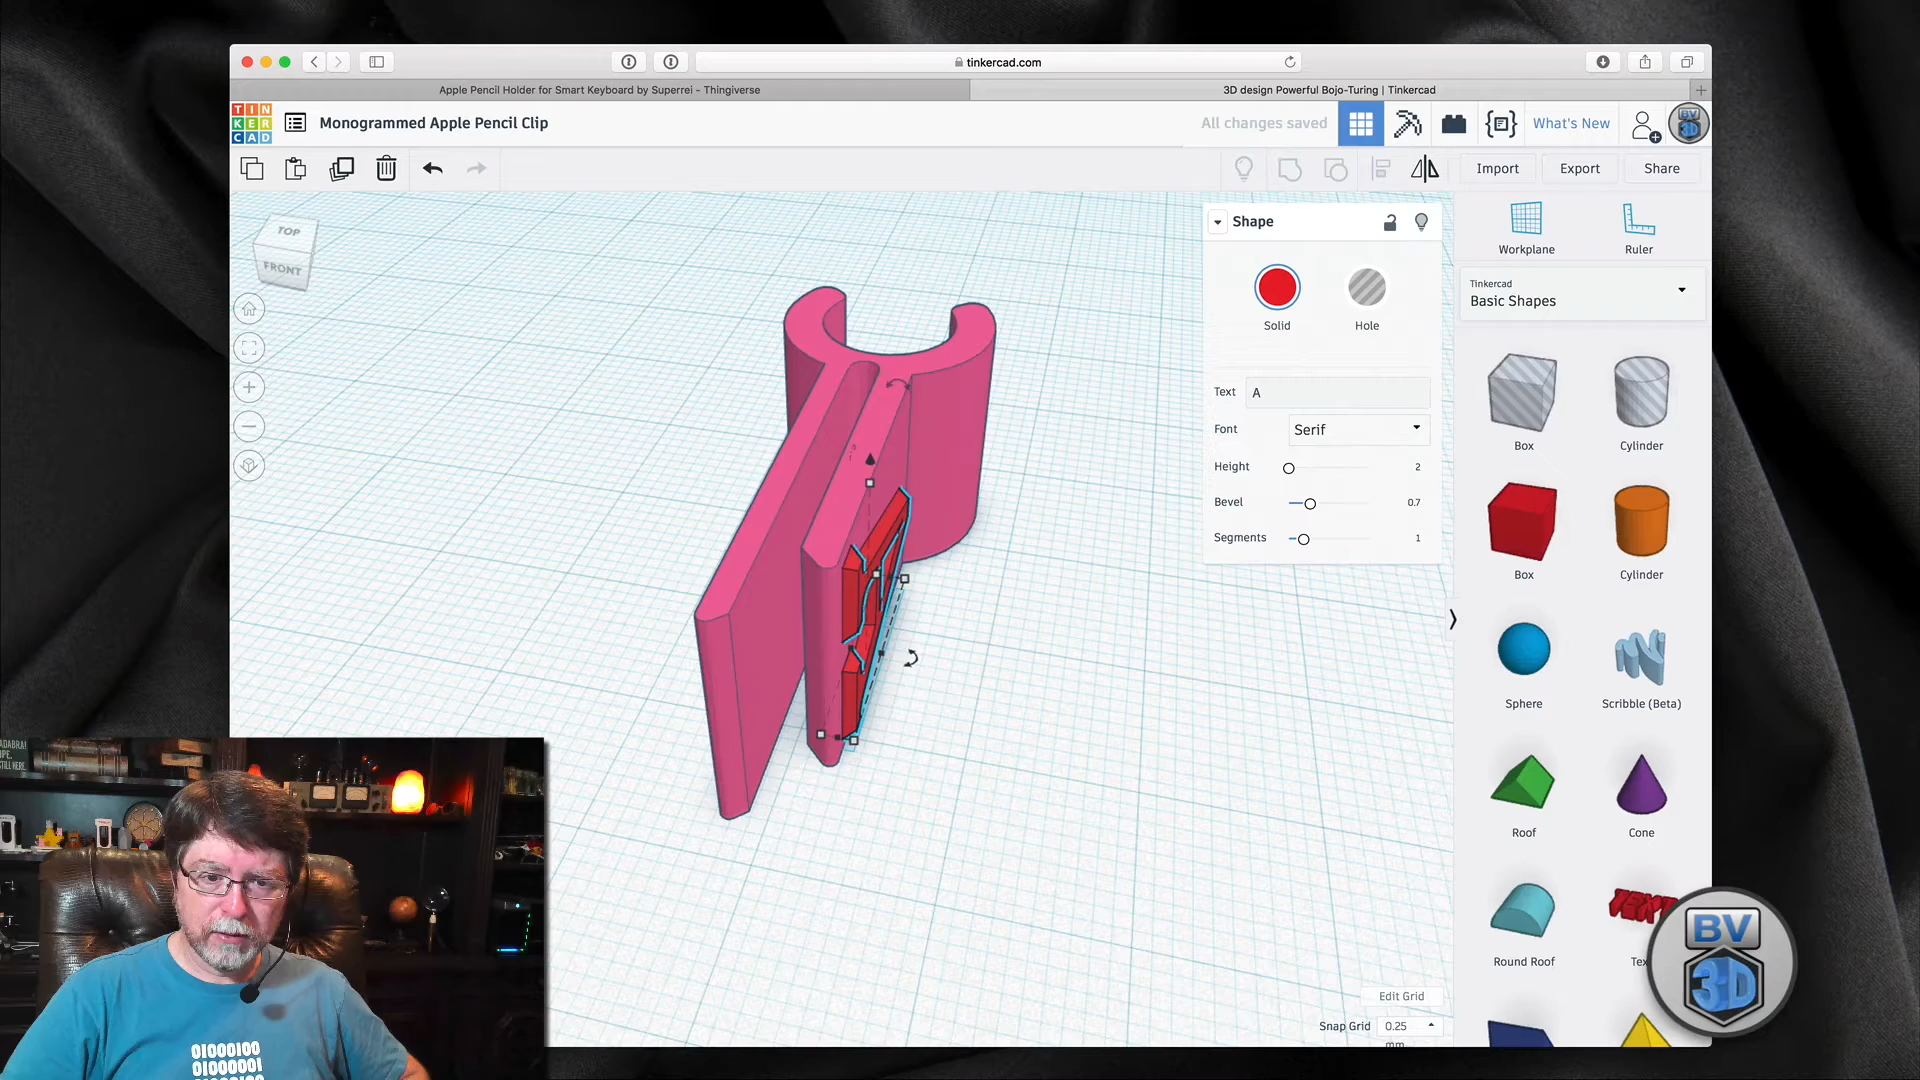 tinkercad.com
Apple Pencil Holder for Smart Keyboard by Superrei - Thingiverse
3D design Powerful Bojo-Turing | Tinkercad
TIN
KER
CAD
Monogrammed Apple Pencil Clip
All changes saved
What's New
Import
Export
Share
TOP
FRONT
Shape
Solid
Hole
Text
A
Font
Serif
Height
2
Bevel
0.7
Segments
1
Workplane
Ruler
Tinkercad
Basic Shapes
Box
Cylinder
Box
Cylinder
Sphere
Scribble (Beta)
Roof
Cone
Round Roof
TEXT
Edit Grid
Snap Grid
0.25
mm
BV
3D
01000100
01000001